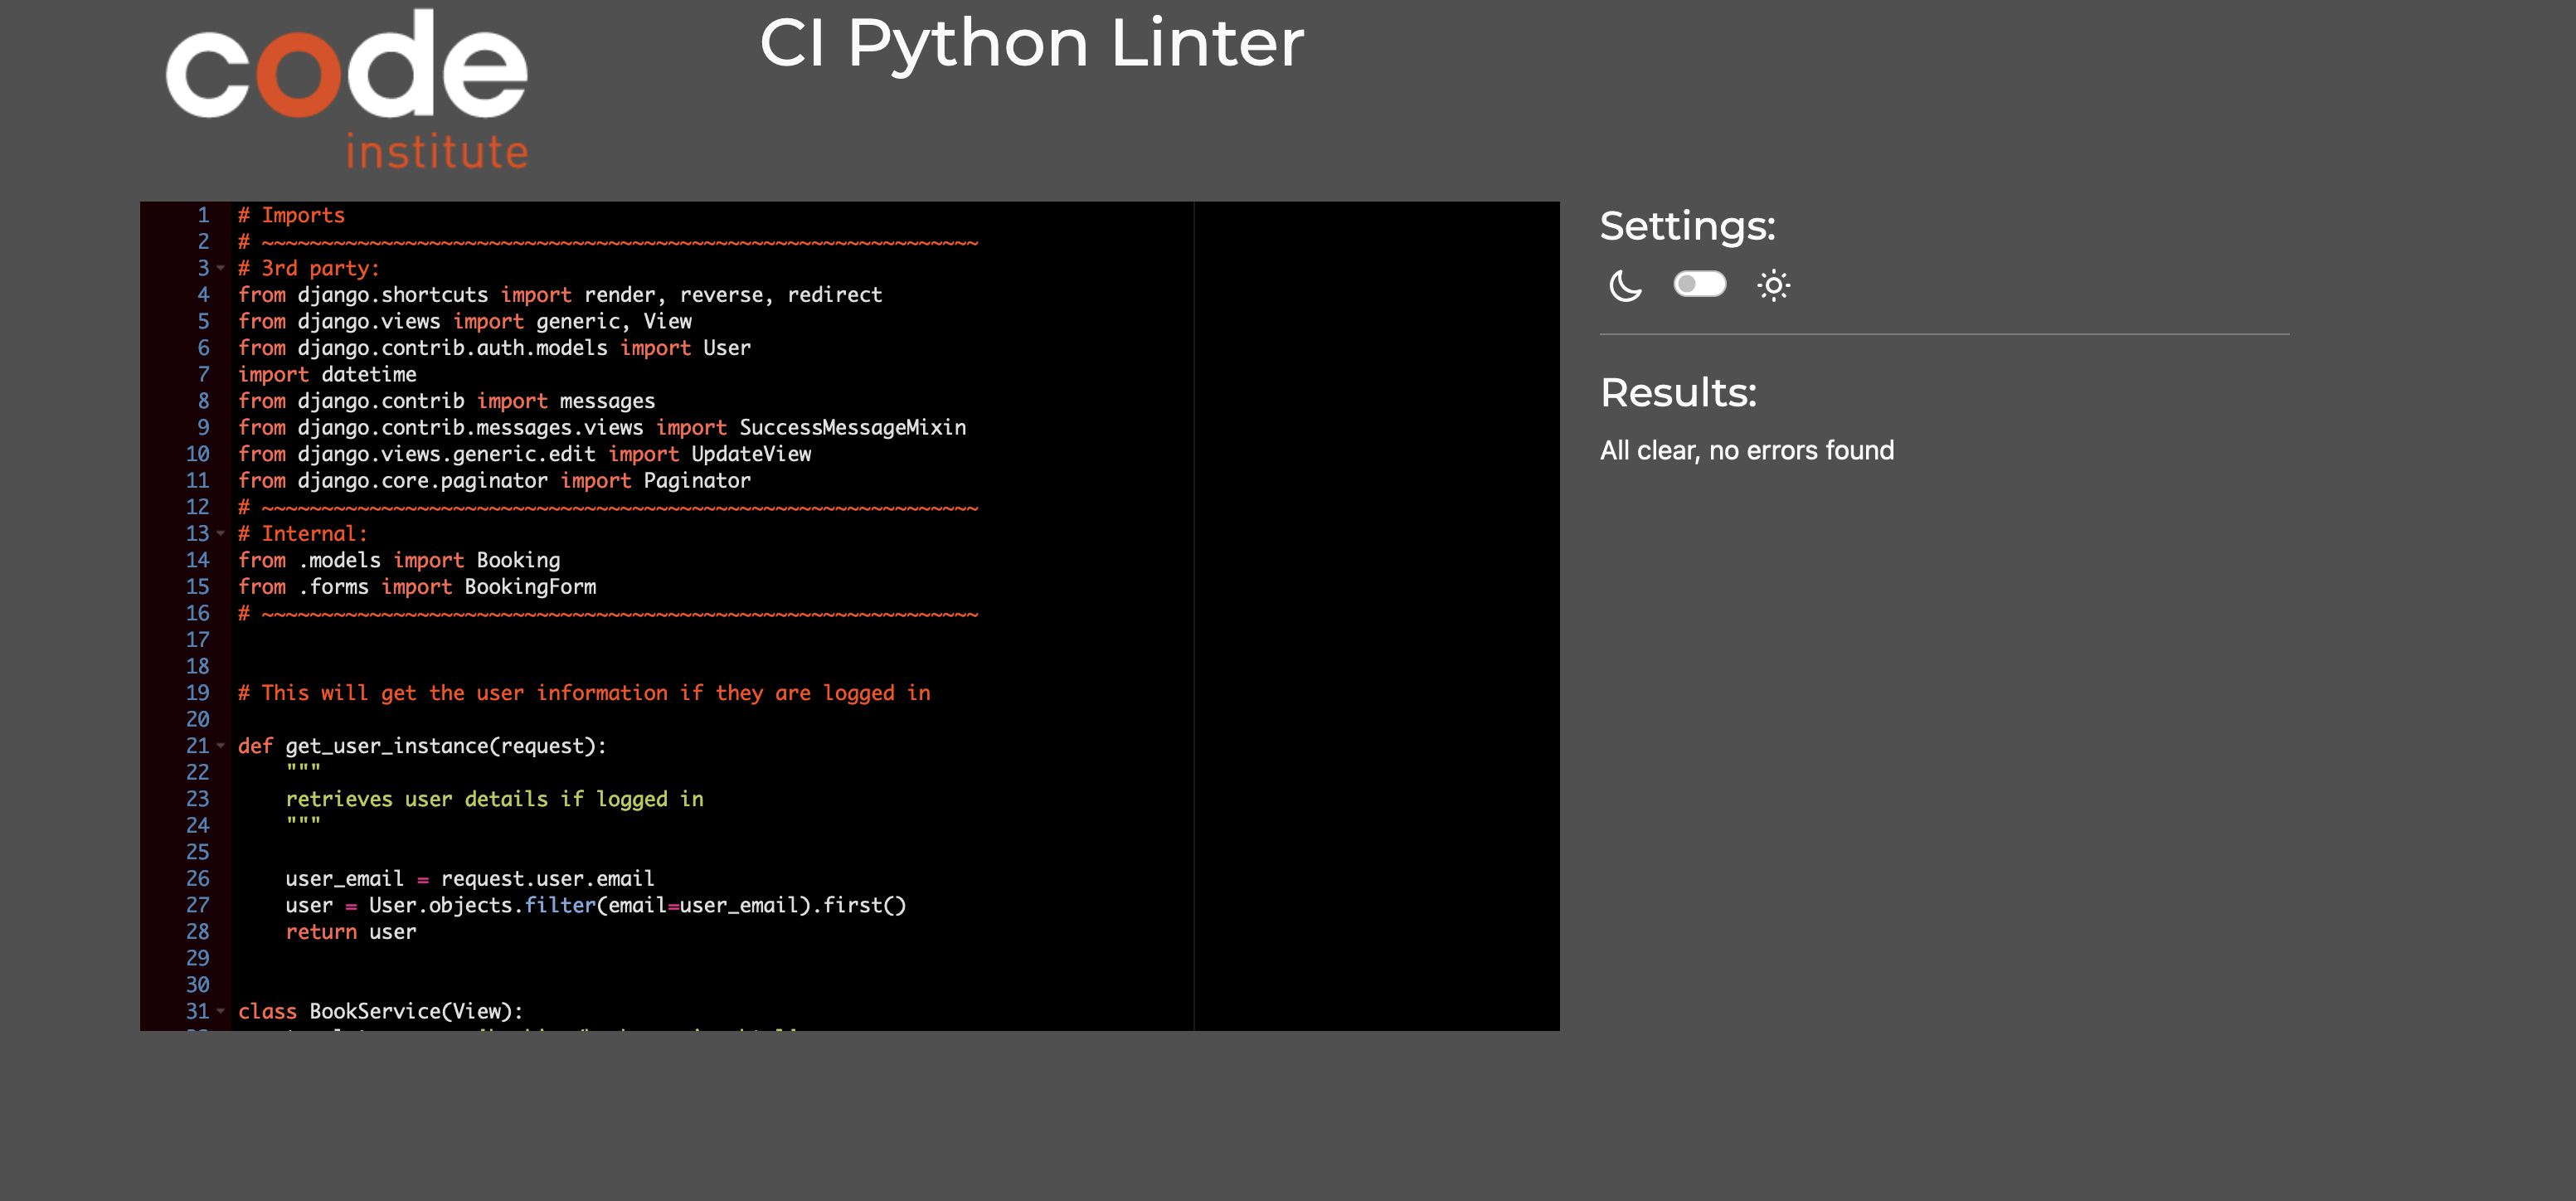 code
institute
CI Python Linter
1 # Imports
2 # ~~~~~~~~~~~~~~~~~~~~~~~~~~~~~~~~~~~~~~~~~~~~~~~~~~~~~~~~~~~~
3 # 3rd party:
4 from django.shortcuts import render, reverse, redirect
5 from django.views import generic, View
6 from django.contrib.auth.models import User
7 import datetime
8 from django.contrib import messages
9 from django.contrib.messages.views import SuccessMessageMixin
10 from django.views.generic.edit import UpdateView
11 from django.core.paginator import Paginator
12 # ~~~~~~~~~~~~~~~~~~~~~~~~~~~~~~~~~~~~~~~~~~~~~~~~~~~~~~~~~~~~
13 # Internal:
14 from .models import Booking
15 from .forms import BookingForm
16 # ~~~~~~~~~~~~~~~~~~~~~~~~~~~~~~~~~~~~~~~~~~~~~~~~~~~~~~~~~~~~
17
18
19 # This will get the user information if they are logged in
20
21 def get_user_instance(request):
22     """
23     retrieves user details if logged in
24     """
25
26     user_email = request.user.email
27     user = User.objects.filter(email=user_email).first()
28     return user
29
30
31 class BookService(View):
Settings:
Results:
All clear, no errors found